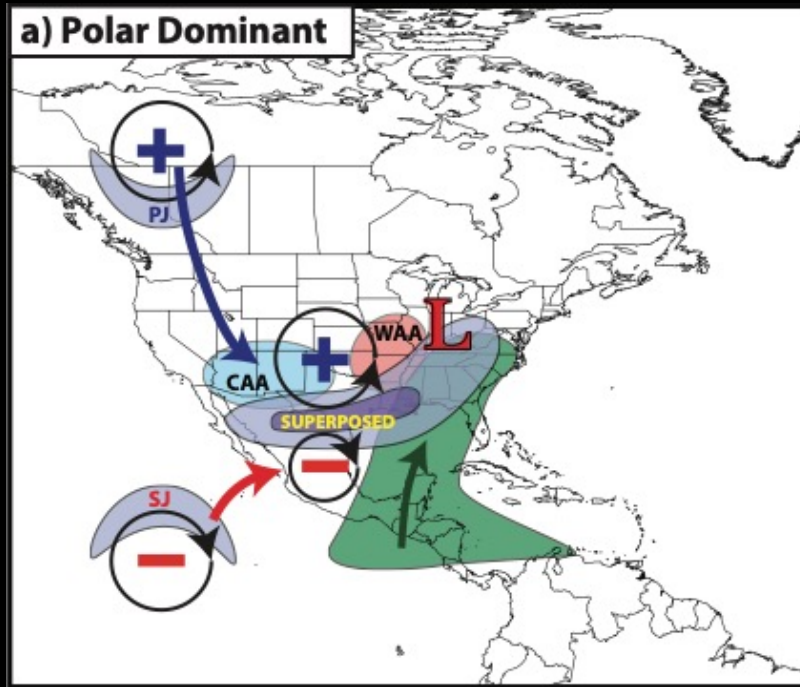 a) Polar Dominant
+
PJ
L
WAA
+
CAA
SUPERPOSED
−
SJ
−